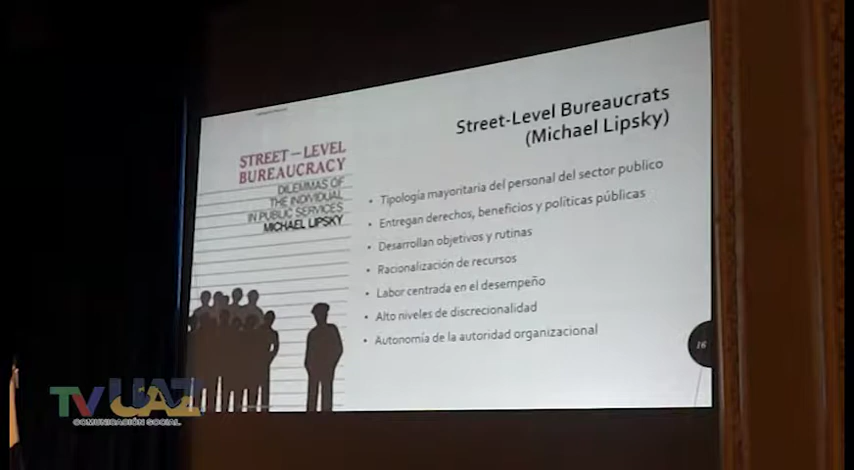 Street-Level Bureaucrats
(Michael Lipsky)
STREET–LEVEL
BUREAUCRACY
DILEMMAS OF
THE INDIVIDUAL
IN PUBLIC SERVICES
MICHAEL LIPSKY
• Tipología mayoritaria del personal del sector publico
• Entregan derechos, beneficios y políticas públicas
• Desarrollan objetivos y rutinas
• Racionalización de recursos
• Labor centrada en el desempeño
• Alto niveles de discrecionalidad
• Autonomía de la autoridad organizacional
16
TV UAZ
COMUNICACIÓN SOCIAL